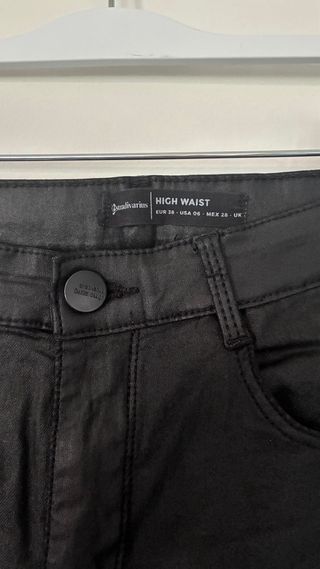 Stradivarius HIGH WAIST
EUR 38 · USA 06 · MEX 28 · UK